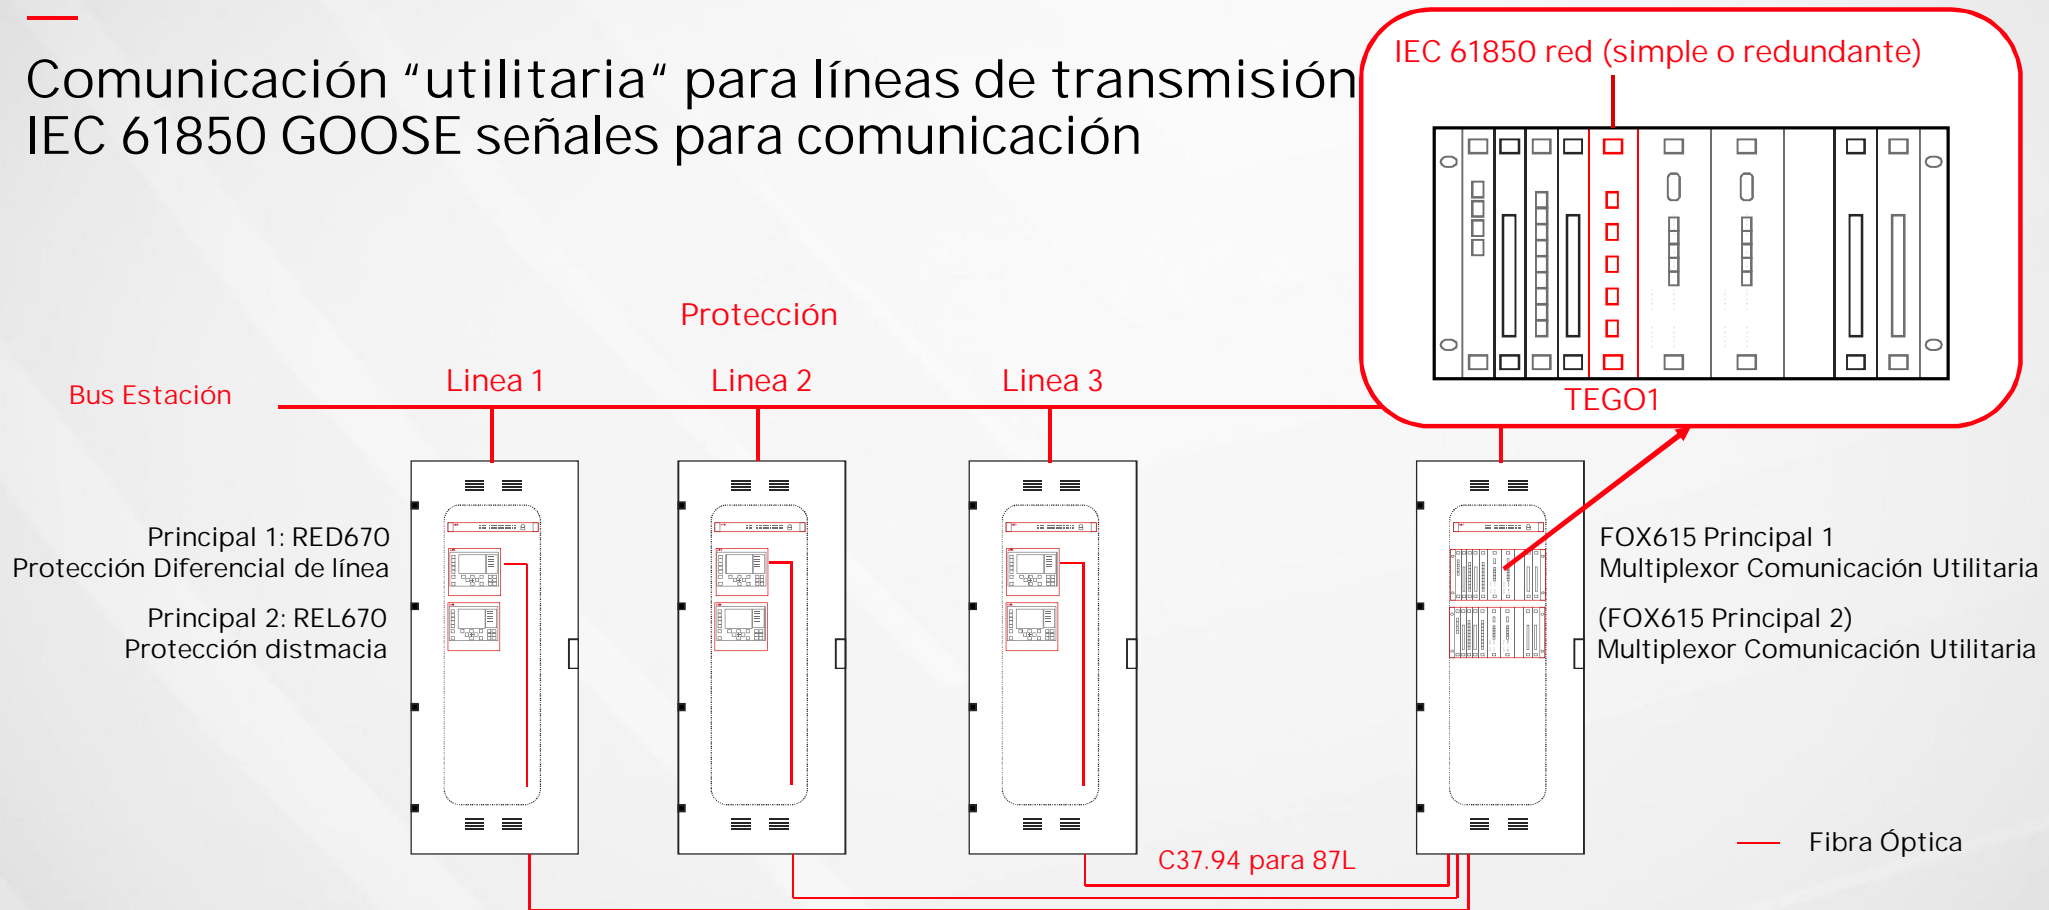 Comunicación “utilitaria“ para líneas de transmisión
IEC 61850 GOOSE señales para comunicación
IEC 61850 red (simple o redundante)
TEGO1
Protección
Bus Estación
Linea 1
Linea 2
Linea 3
Principal 1: RED670
Protección Diferencial de línea
Principal 2: REL670
Protección distmacia
FOX615 Principal 1
Multiplexor Comunicación Utilitaria
(FOX615 Principal 2)
Multiplexor Comunicación Utilitaria
C37.94 para 87L
Fibra Óptica